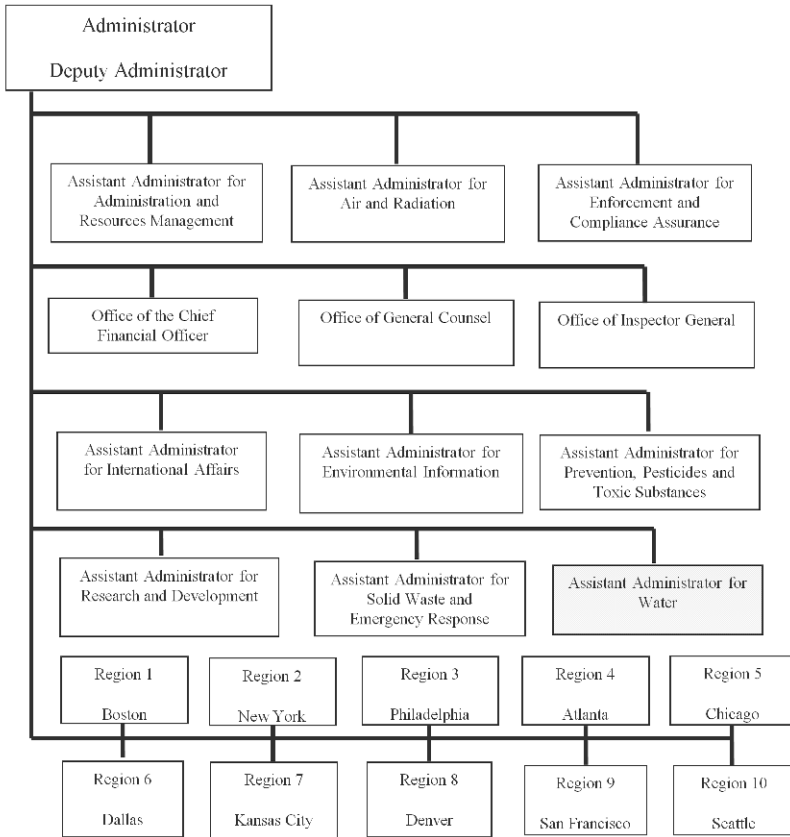 Administrator
Deputy Administrator
Assistant Administrator for
Administration and
Resources Management
Assistant Administrator for
Air and Radiation
Assistant Administrator for
Enforcement and
Compliance Assurance
Office of the Chief
Financial Officer
Office of General Counsel
Office of Inspector General
Assistant Administrator
for International Affairs
Assistant Administrator for
Environmental Information
Assistant Administrator for
Prevention, Pesticides and
Toxic Substances
Assistant Administrator for
Research and Development
Assistant Administrator for
Solid Waste and
Emergency Response
Assistant Administrator for
Water
Region 1
Boston
Region 2
New York
Region 3
Philadelphia
Region 4
Atlanta
Region 5
Chicago
Region 6
Dallas
Region 7
Kansas City
Region 8
Denver
Region 9
San Francisco
Region 10
Seattle